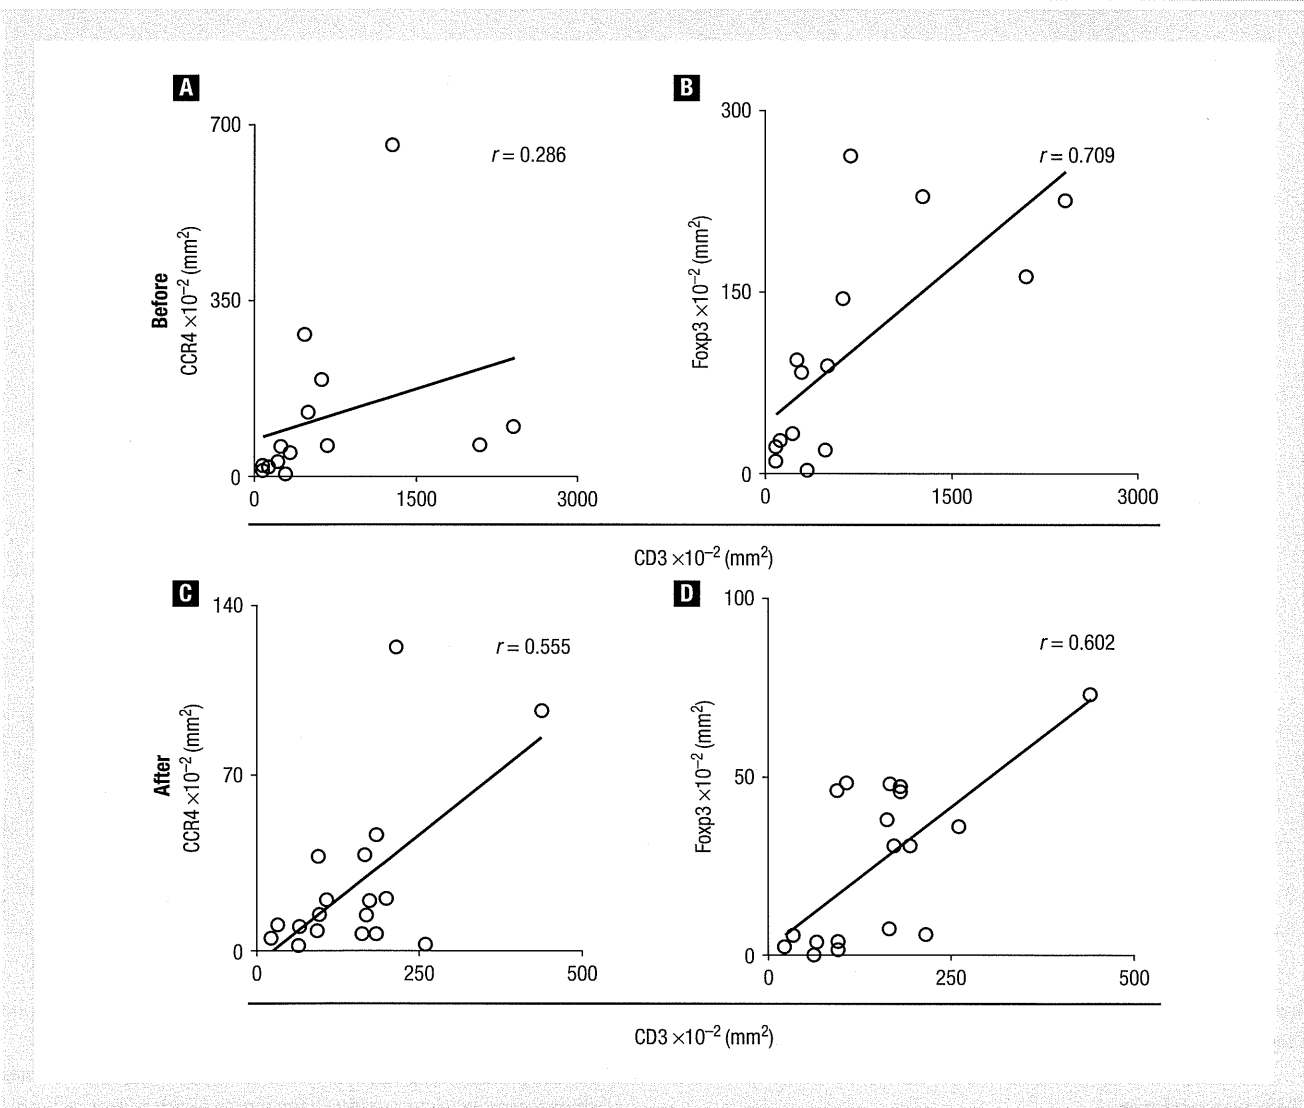 A
700
r = 0.286
350
Before
CCR4 ×10⁻² (mm²)
0
0 1500 3000
B
300
r = 0.709
150
Foxp3 ×10⁻² (mm²)
0
0 1500 3000
CD3 ×10⁻² (mm²)
C
140
r = 0.555
70
After
CCR4 ×10⁻² (mm²)
0
0 250 500
D
100
r = 0.602
50
Foxp3 ×10⁻² (mm²)
0
0 250 500
CD3 ×10⁻² (mm²)